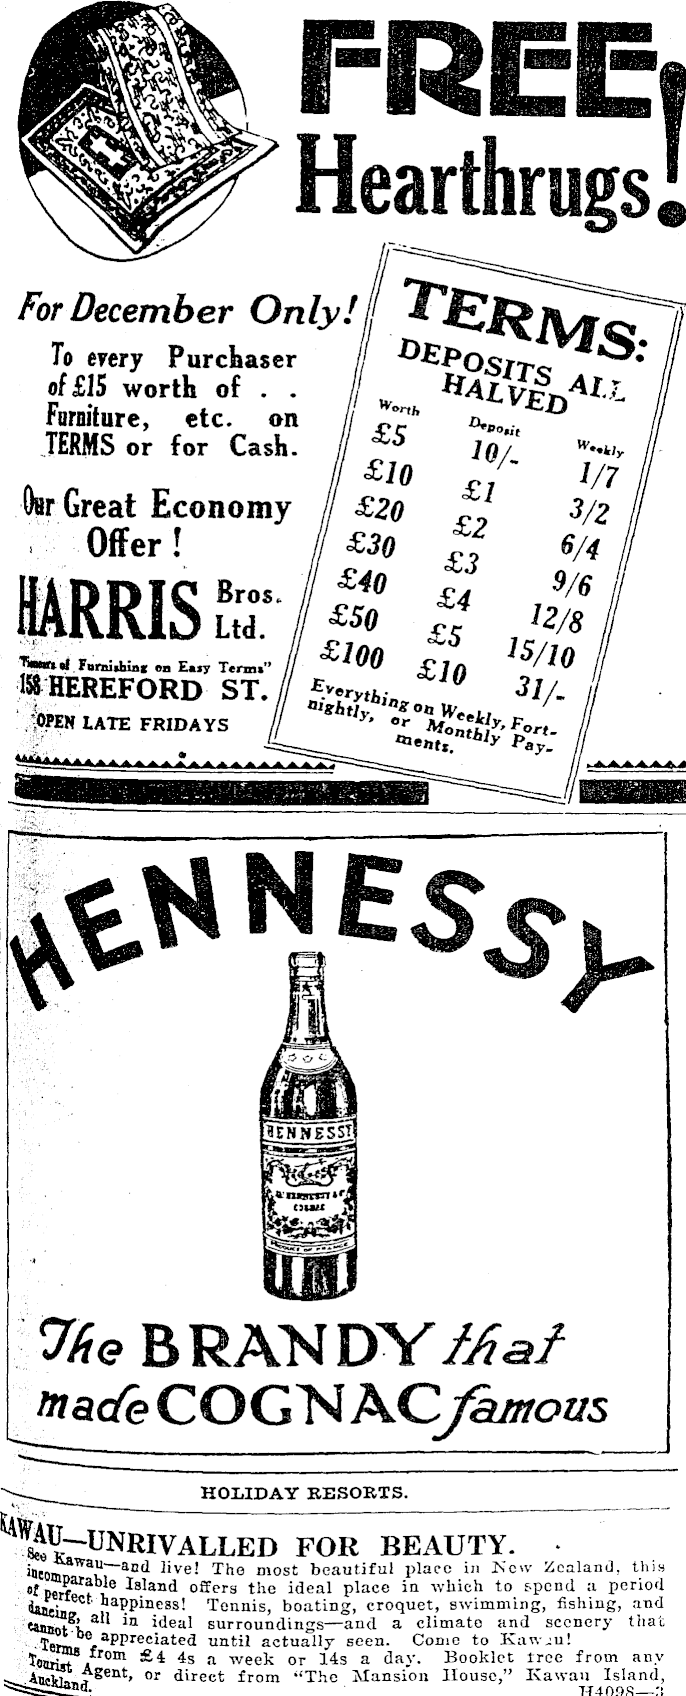 FREE!
Hearthrugs!
For December Only!
To every Purchaser
of £15 worth of . .
Furniture, etc. on
TERMS or for Cash.
Our Great Economy
Offer !
HARRIS Bros. Ltd.
of Furnishing on Easy Terms"
158 HEREFORD ST.
OPEN LATE FRIDAYS
TERMS:
DEPOSITS ALL
HALVED
Worth Deposit Weekly
£5 10/- 1/7
£10 £1 3/2
£20 £2 6/4
£30 £3 9/6
£40 £4 12/8
£50 £5 15/10
£100 £10 31/-
Everything on Weekly, Fort-
nightly, or Monthly Pay-
ments.
HENNESSY
HENNESSY
HENNESSY & Co
COGNAC
PRODUCT OF FRANCE
The BRANDY that
made COGNAC famous
HOLIDAY RESORTS.
KAWAU—UNRIVALLED FOR BEAUTY.
See Kawau—and live! The most beautiful place in New Zealand, this
incomparable Island offers the ideal place in which to spend a period
of perfect happiness! Tennis, boating, croquet, swimming, fishing, and
dancing, all in ideal surroundings—and a climate and scenery that
cannot be appreciated until actually seen. Come to Kawau!
Terms from £4 4s a week or 14s a day. Booklet free from any
Tourist Agent, or direct from "The Mansion House," Kawau Island,
Auckland. H4098—3